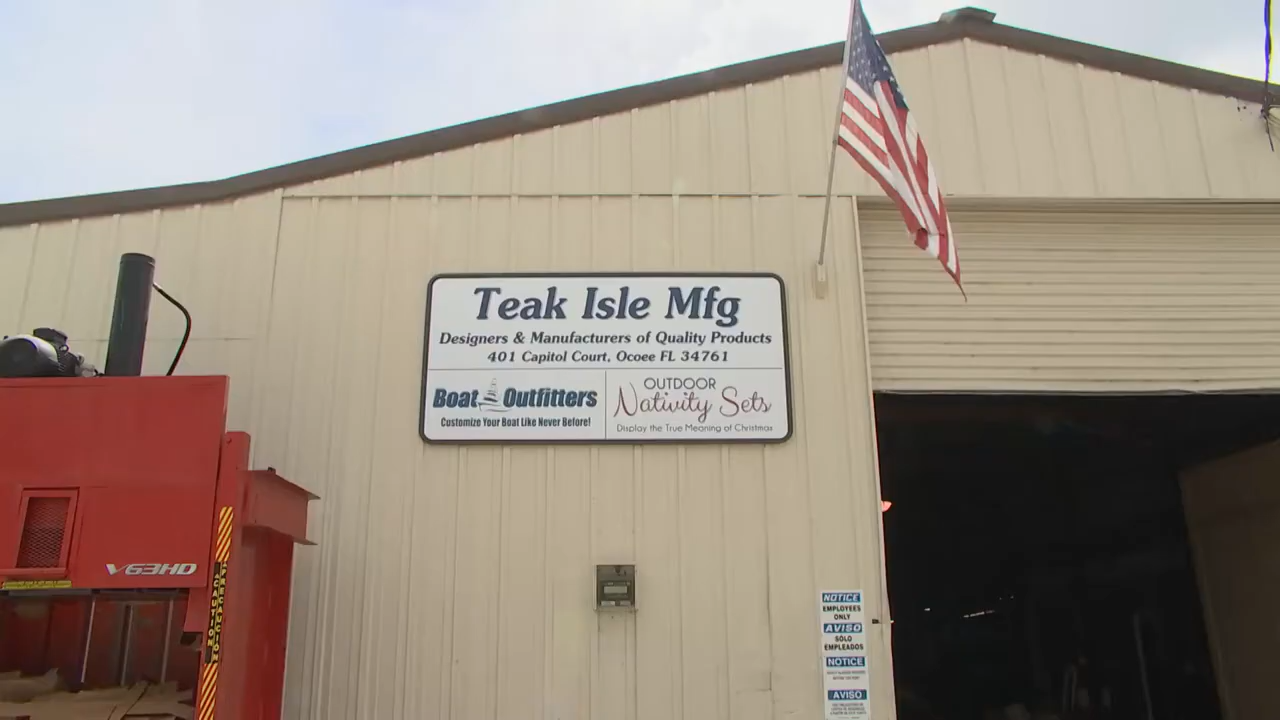 Teak Isle Mfg
Designers & Manufacturers of Quality Products
401 Capitol Court, Ocoee FL 34761
Boat Outfitters
Customize Your Boat Like Never Before!
OUTDOOR
Nativity Sets
Display the True Meaning of Christmas
V63HD
CAUTION
PRECAUCION
NOTICE
EMPLOYEES
ONLY
AVISO
SOLO
EMPLEADOS
NOTICE
AVISO